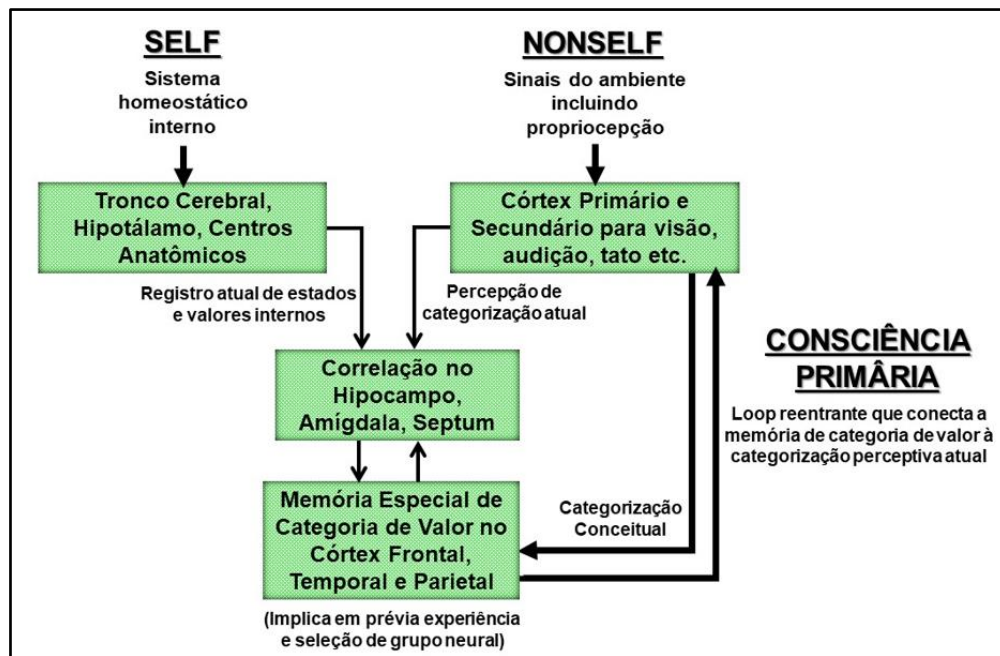 SELF
Sistema
homeostático
interno
NONSELF
Sinais do ambiente
incluindo
propriocepção
Tronco Cerebral,
Hipotálamo, Centros
Anatômicos
Córtex Primário e
Secundário para visão,
audição, tato etc.
Registro atual de estados
e valores internos
Percepção de
categorização atual
CONSCIÊNCIA
PRIMÂRIA
Loop reentrante que conecta a
memória de categoria de valor à
categorização perceptiva atual
Correlação no
Hipocampo,
Amígdala, Septum
Categorização
Conceitual
Memória Especial de
Categoria de Valor no
Córtex Frontal,
Temporal e Parietal
(Implica em prévia experiência
e seleção de grupo neural)